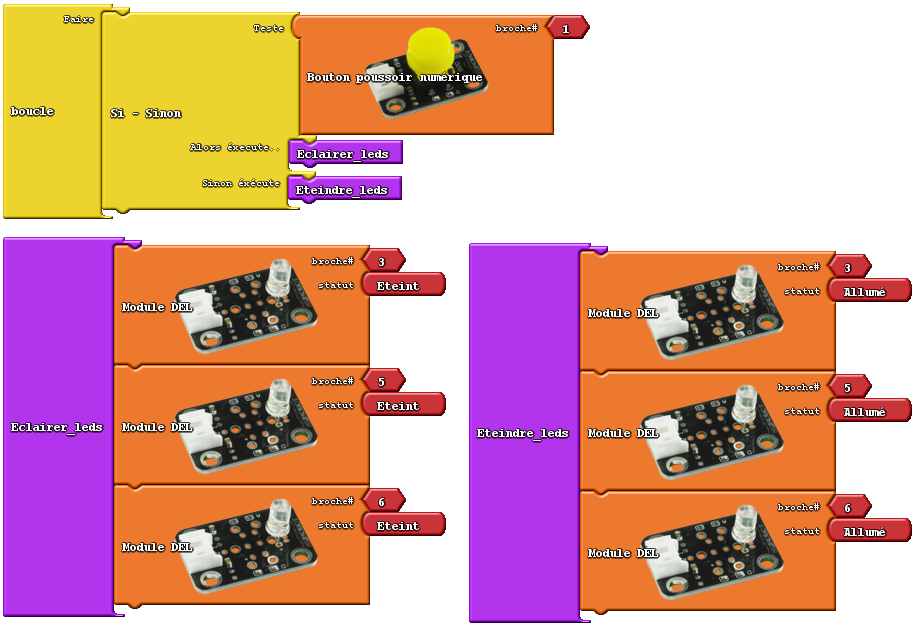 Faire
boucle
Si - Sinon
Teste
Bouton poussoir numérique
broche# 1
Alors éxecute..
Eclairer_leds
Sinon éxécute
Eteindre_leds
Eclairer_leds
Module DEL
broche# 3
statut Eteint
Module DEL
broche# 5
statut Eteint
Module DEL
broche# 6
statut Eteint
Eteindre_leds
Module DEL
broche# 3
statut Allumé
Module DEL
broche# 5
statut Allumé
Module DEL
broche# 6
statut Allumé